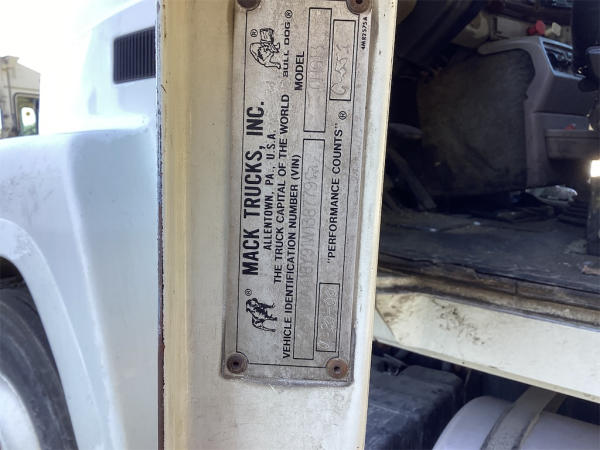 MACK TRUCKS, INC.
ALLENTOWN, PA., U.S.A.
THE TRUCK CAPITAL OF THE WORLD
BULL DOG®
VEHICLE IDENTIFICATION NUMBER (VIN)
MODEL
"PERFORMANCE COUNTS"®
4MR2575A